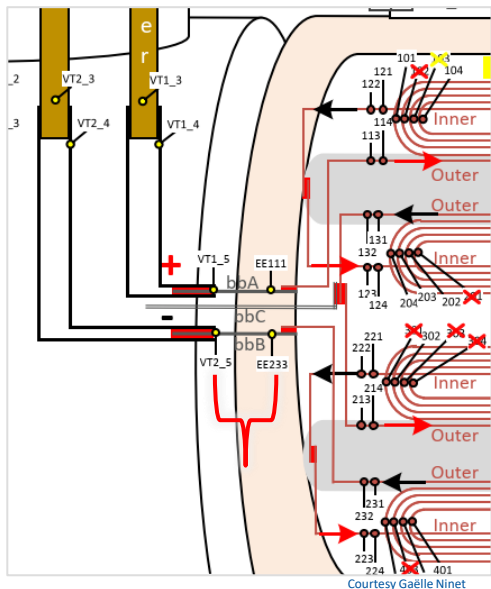 e
r
_2
VT2_3
VT1_3
_3
VT2_4
VT1_4
101
104
121
122
114
113
Inner
Outer
Outer
131
132
Inner
VT1_5
EE111
+
bbA
123
124
204
203
202
-
bbC
bbB
VT2_5
EE233
221
222
302
214
213
Inner
Outer
Outer
231
232
Inner
223
224
401
Courtesy Gaëlle Ninet